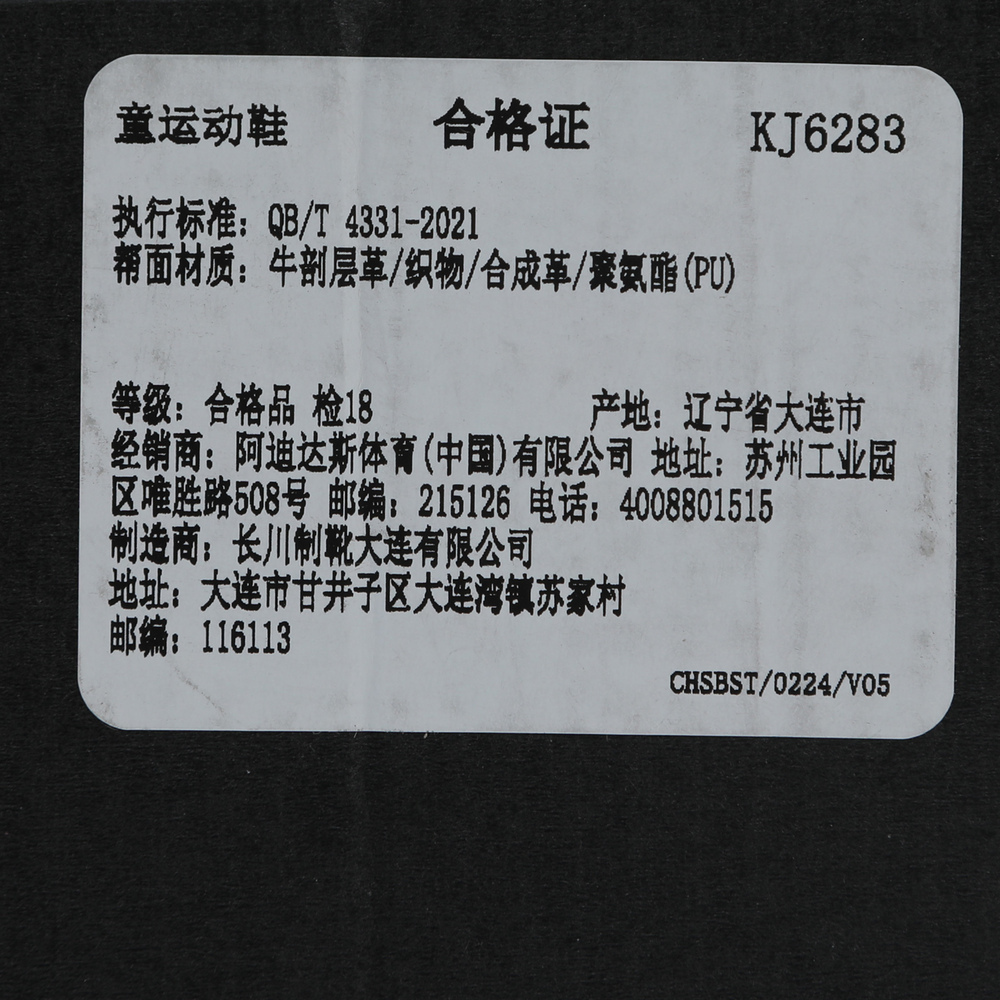 童运动鞋 合格证 KJ6283
执行标准：QB/T 4331-2021
帮面材质：牛剖层革/织物/合成革/聚氨酯(PU)
等级：合格品 检18 产地：辽宁省大连市
经销商：阿迪达斯体育(中国)有限公司 地址：苏州工业园
区唯胜路508号 邮编：215126 电话：4008801515
制造商：长川制靴大连有限公司
地址：大连市甘井子区大连湾镇苏家村
邮编：116113
CHSBST/0224/V05